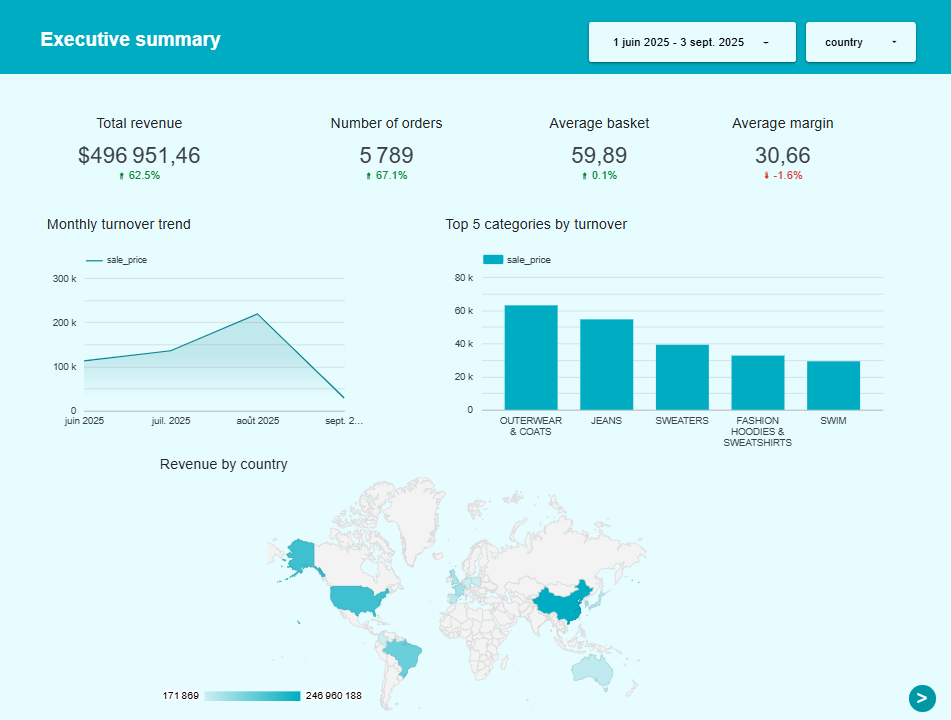 Executive summary
1 juin 2025 - 3 sept. 2025
country
Total revenue
$496 951,46
62.5%
Number of orders
5 789
67.1%
Average basket
59,89
0.1%
Average margin
30,66
-1.6%
Monthly turnover trend
sale_price
300 k
200 k
100 k
0
juin 2025
juil. 2025
août 2025
sept. 2...
Top 5 categories by turnover
sale_price
80 k
60 k
40 k
20 k
0
OUTERWEAR
& COATS
JEANS
SWEATERS
FASHION
HOODIES &
SWEATSHIRTS
SWIM
Revenue by country
171 869
246 960 188
>